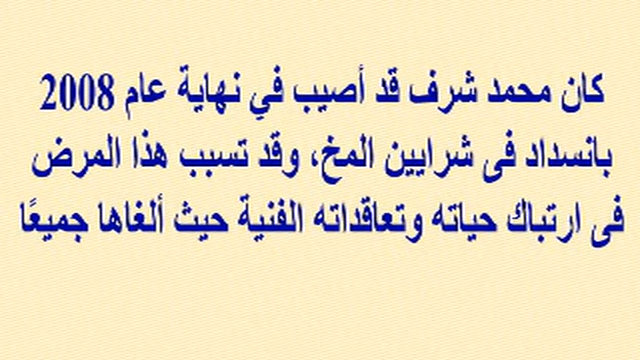 كان محمد شرف قد أصيب في نهاية عام 2008
بانسداد فى شرايين المخ، وقد تسبب هذا المرض
فى ارتباك حياته وتعاقداته الفنية حيث ألغاها جميعًا